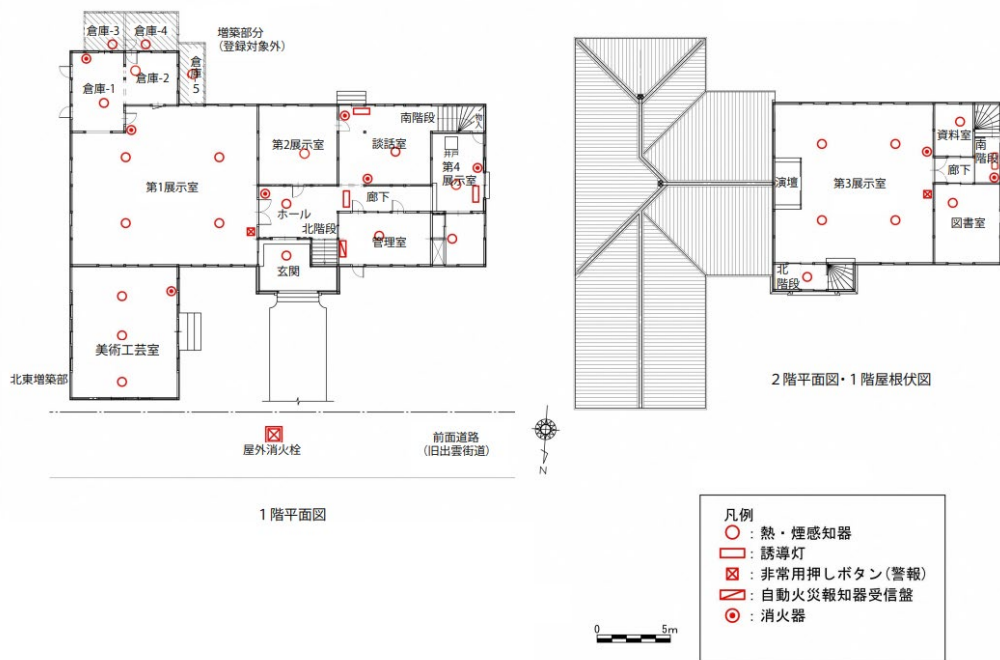 倉庫-3
倉庫-4
増築部分
(登録対象外)
倉庫-1
倉庫-2
倉庫5
南階段
物入
第2展示室
談話室
井戸
第4
展示室
第1展示室
廊下
ホール
北階段
管理室
玄関
美術工芸室
北東増築部
屋外消火栓
前面道路
(旧出雲街道)
1階平面図
N
資料室
南階段
演壇
第3展示室
廊下
図書室
北階段
2階平面図・1階屋根伏図
凡例
：熱・煙感知器
：誘導灯
：非常用押しボタン(警報)
：自動火災報知器受信盤
：消火器
0 5m